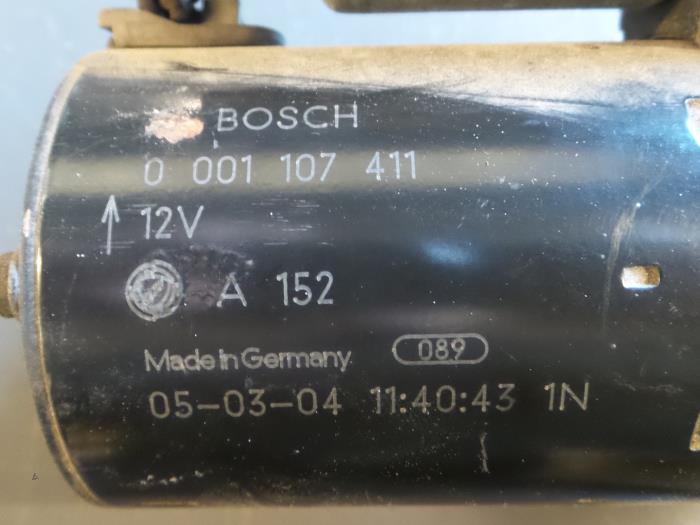 BOSCH
0 001 107 411
12V
A 152
Made in Germany 089
05-03-04 11:40:43 1N